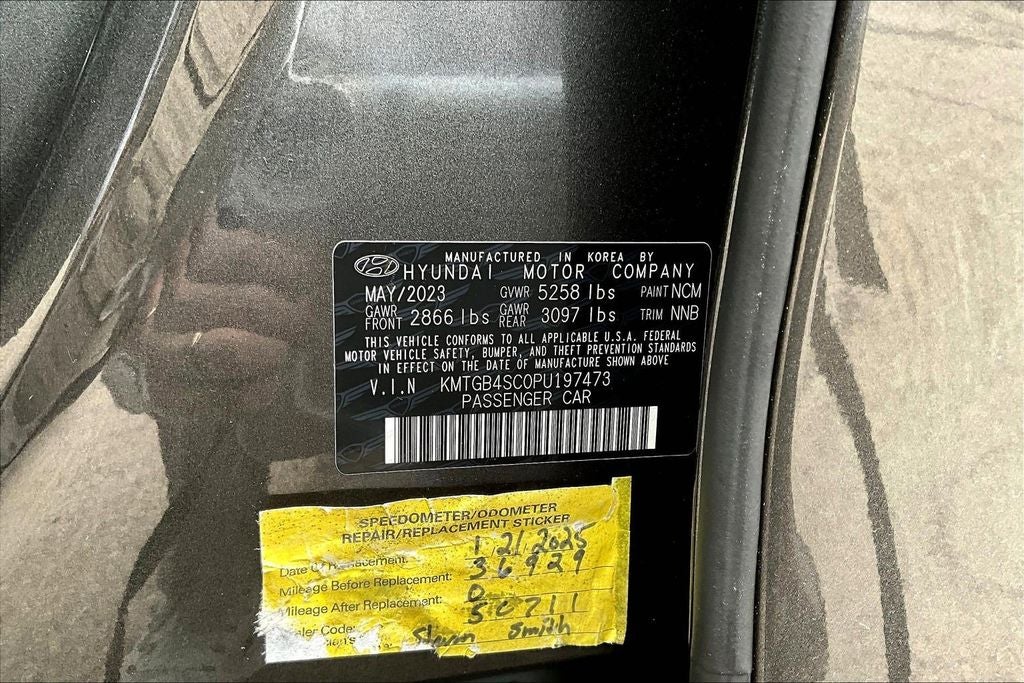 MANUFACTURED IN KOREA BY
HYUNDAI MOTOR COMPANY
MAY/2023 GVWR 5258 lbs PAINT NCM
GAWR FRONT 2866 lbs GAWR REAR 3097 lbs TRIM NNB
THIS VEHICLE CONFORMS TO ALL APPLICABLE U.S.A. FEDERAL
MOTOR VEHICLE SAFETY, BUMPER, AND THEFT PREVENTION STANDARDS
IN EFFECT ON THE DATE OF MANUFACTURE SHOWN ABOVE
V.I.N KMTGB4SC0PU197473
PASSENGER CAR
SPEEDOMETER/ODOMETER
REPAIR/REPLACEMENT STICKER
Date Replacement: 1 21 2025
Mileage Before Replacement: 36929
Mileage After Replacement: 0
Code:
Smith